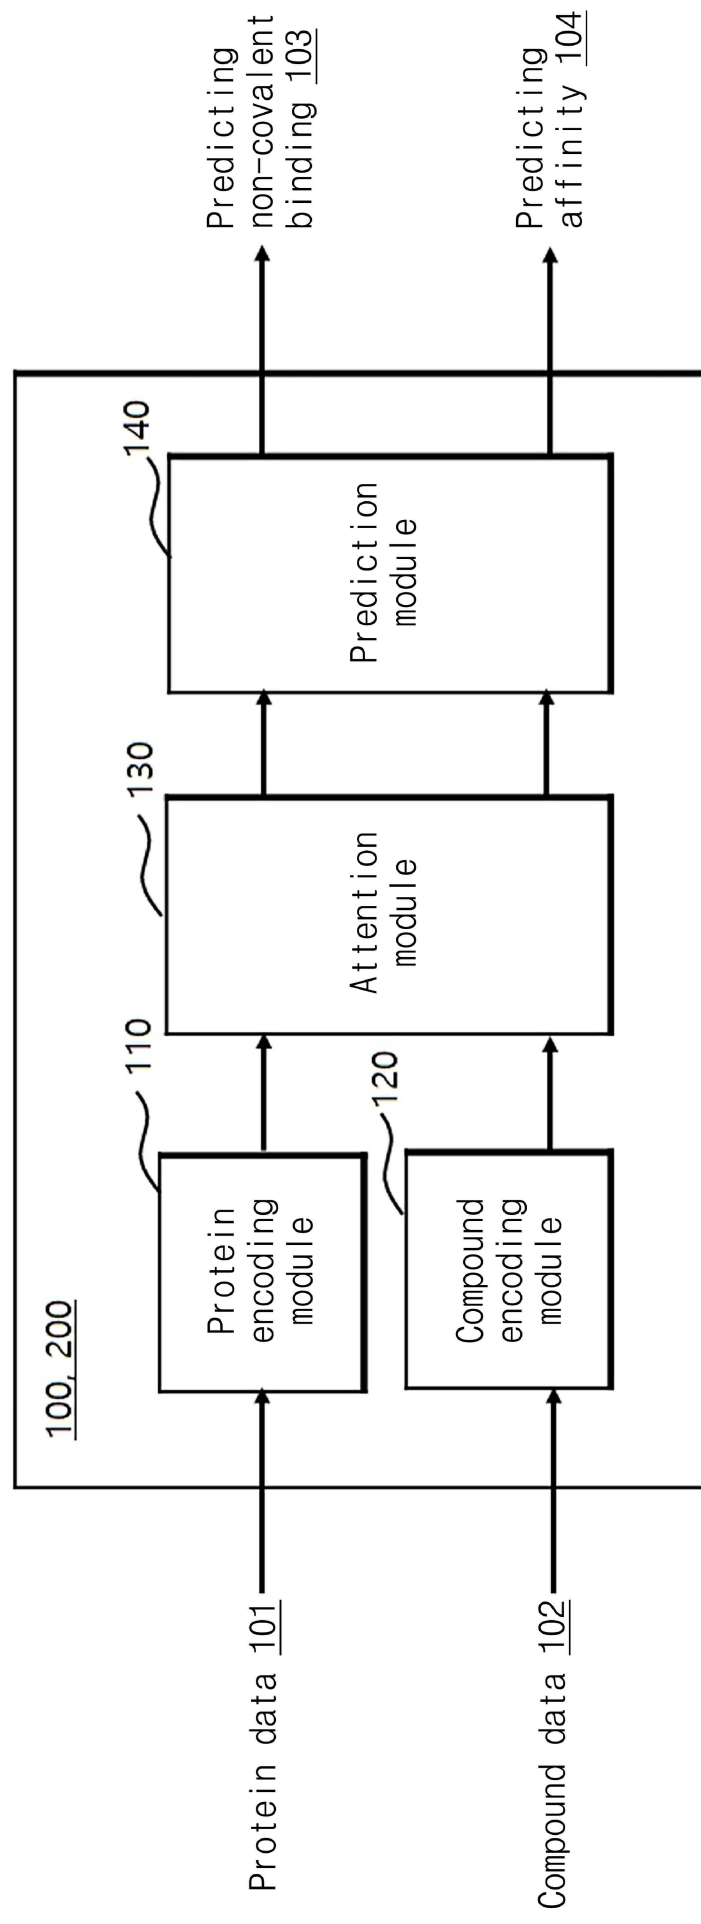 100, 200
Protein data 101
Compound data 102
110
Protein
encoding
module
120
Compound
encoding
module
130
Attention
module
140
Prediction
module
Predicting
non-covalent
binding 103
Predicting
affinity 104